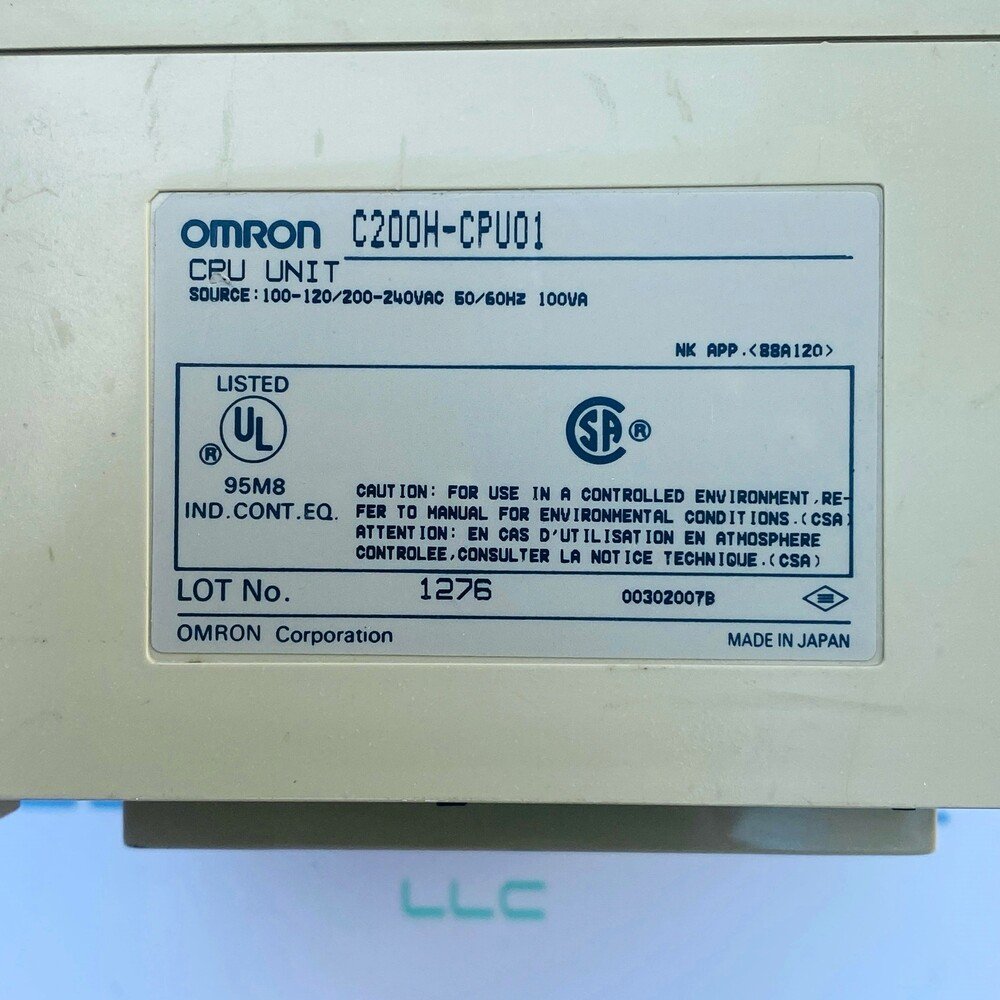 OMRON C200H-CPU01
CPU UNIT
SOURCE:100-120/200-240VAC 50/60Hz 100VA
NK APP.<88A120>
LISTED
UL
®
95M8
IND.CONT.EQ.
SA ®
CAUTION: FOR USE IN A CONTROLLED ENVIRONMENT,RE-
FER TO MANUAL FOR ENVIRONMENTAL CONDITIONS.(CSA)
ATTENTION: EN CAS D'UTILISATION EN ATMOSPHERE
CONTROLEE,CONSULTER LA NOTICE TECHNIQUE.(CSA)
LOT No. 1276 00302007B
OMRON Corporation MADE IN JAPAN
LLC